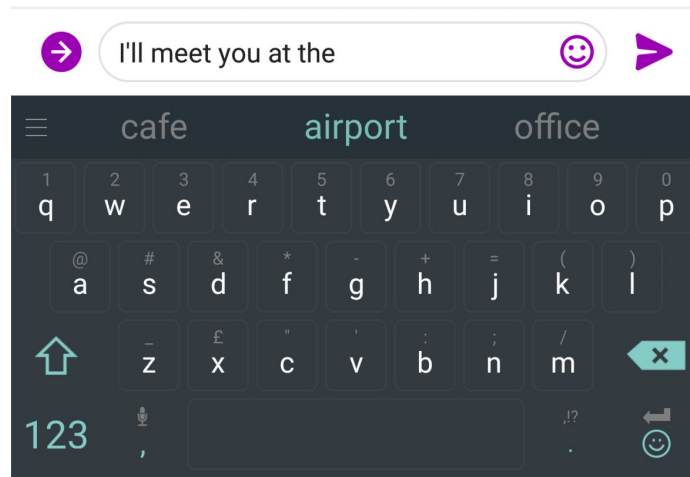 I'll meet you at the
cafe airport office
1 2 3 4 5 6 7 8 9 0
q w e r t y u i o p
@ # & * - + = ( )
a s d f g h j k l
_ £ " ' : ; /
z x c v b n m
,!?
123 , .